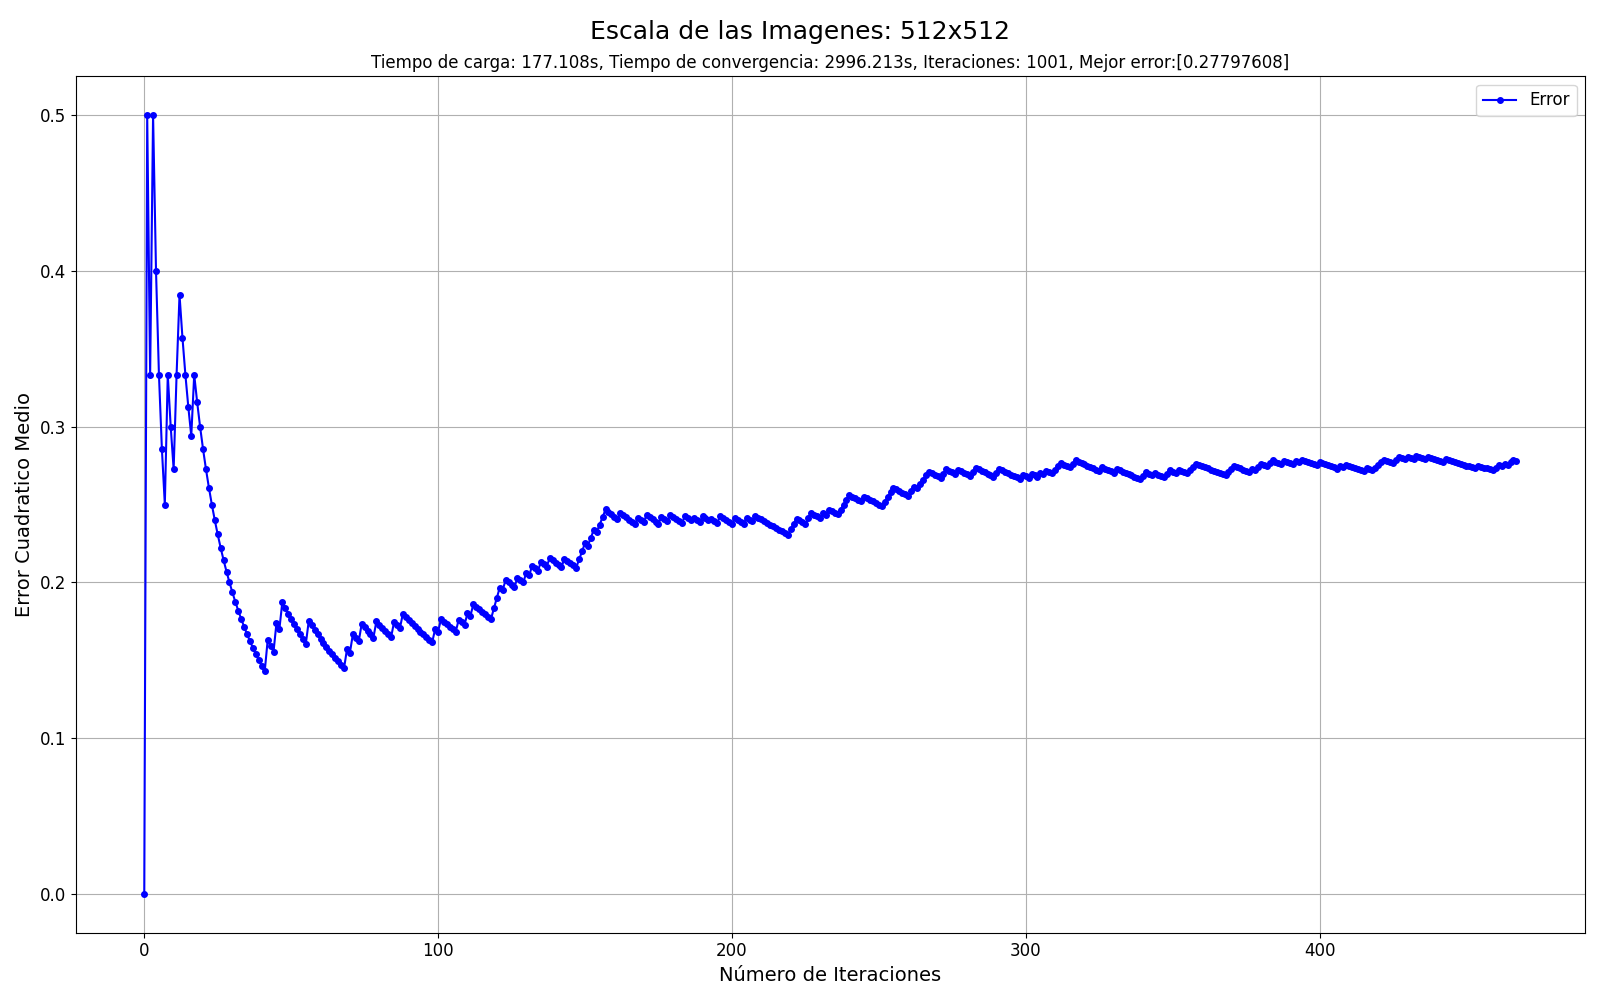 Escala de las Imagenes: 512x512
Tiempo de carga: 177.108s, Tiempo de convergencia: 2996.213s, Iteraciones: 1001, Mejor error:[0.27797608]
Error
0.5
0.4
0.3
0.2
0.1
0.0
Error Cuadratico Medio
0 100 200 300 400
Número de Iteraciones